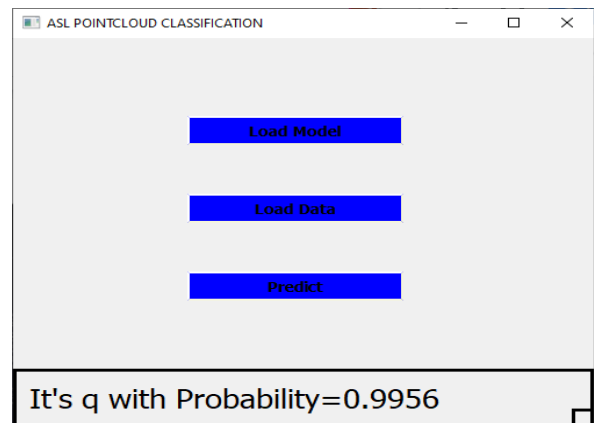 ASL POINTCLOUD CLASSIFICATION
Load Model
Load Data
Predict
It's q with Probability=0.9956